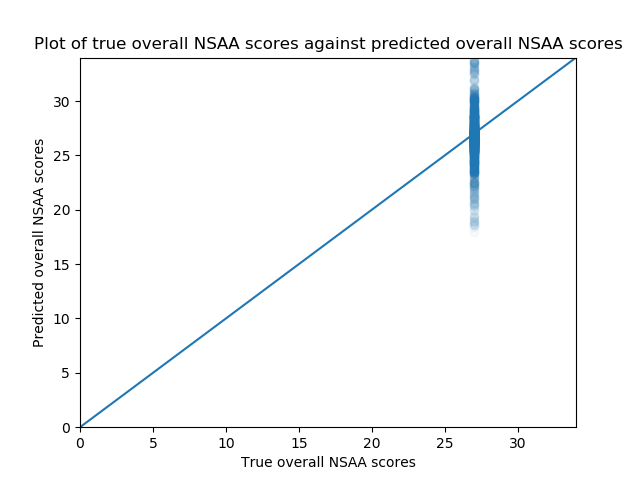 Plot of true overall NSAA scores against predicted overall NSAA scores
30
25
20
15
10
5
0
Predicted overall NSAA scores
0 5 10 15 20 25 30
True overall NSAA scores